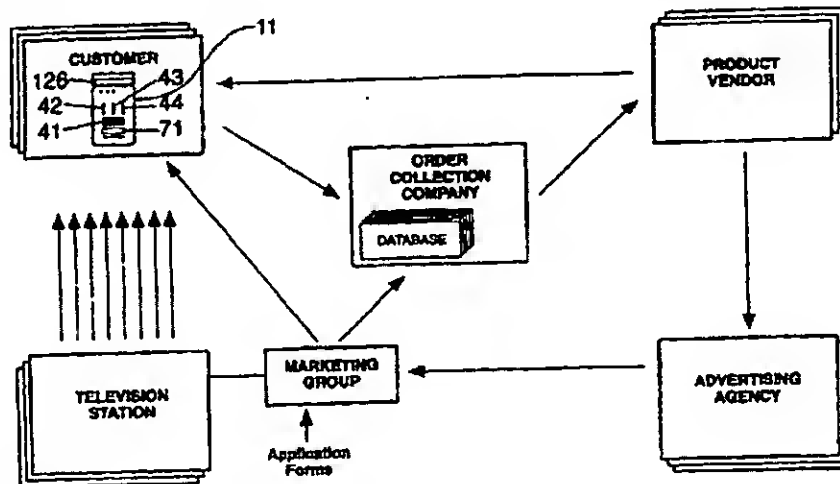 11
CUSTOMER
126
43
42
44
41
71
PRODUCT
VENDOR
ORDER
COLLECTION
COMPANY
DATABASE
TELEVISION
STATION
MARKETING
GROUP
ADVERTISING
AGENCY
Application
Forms